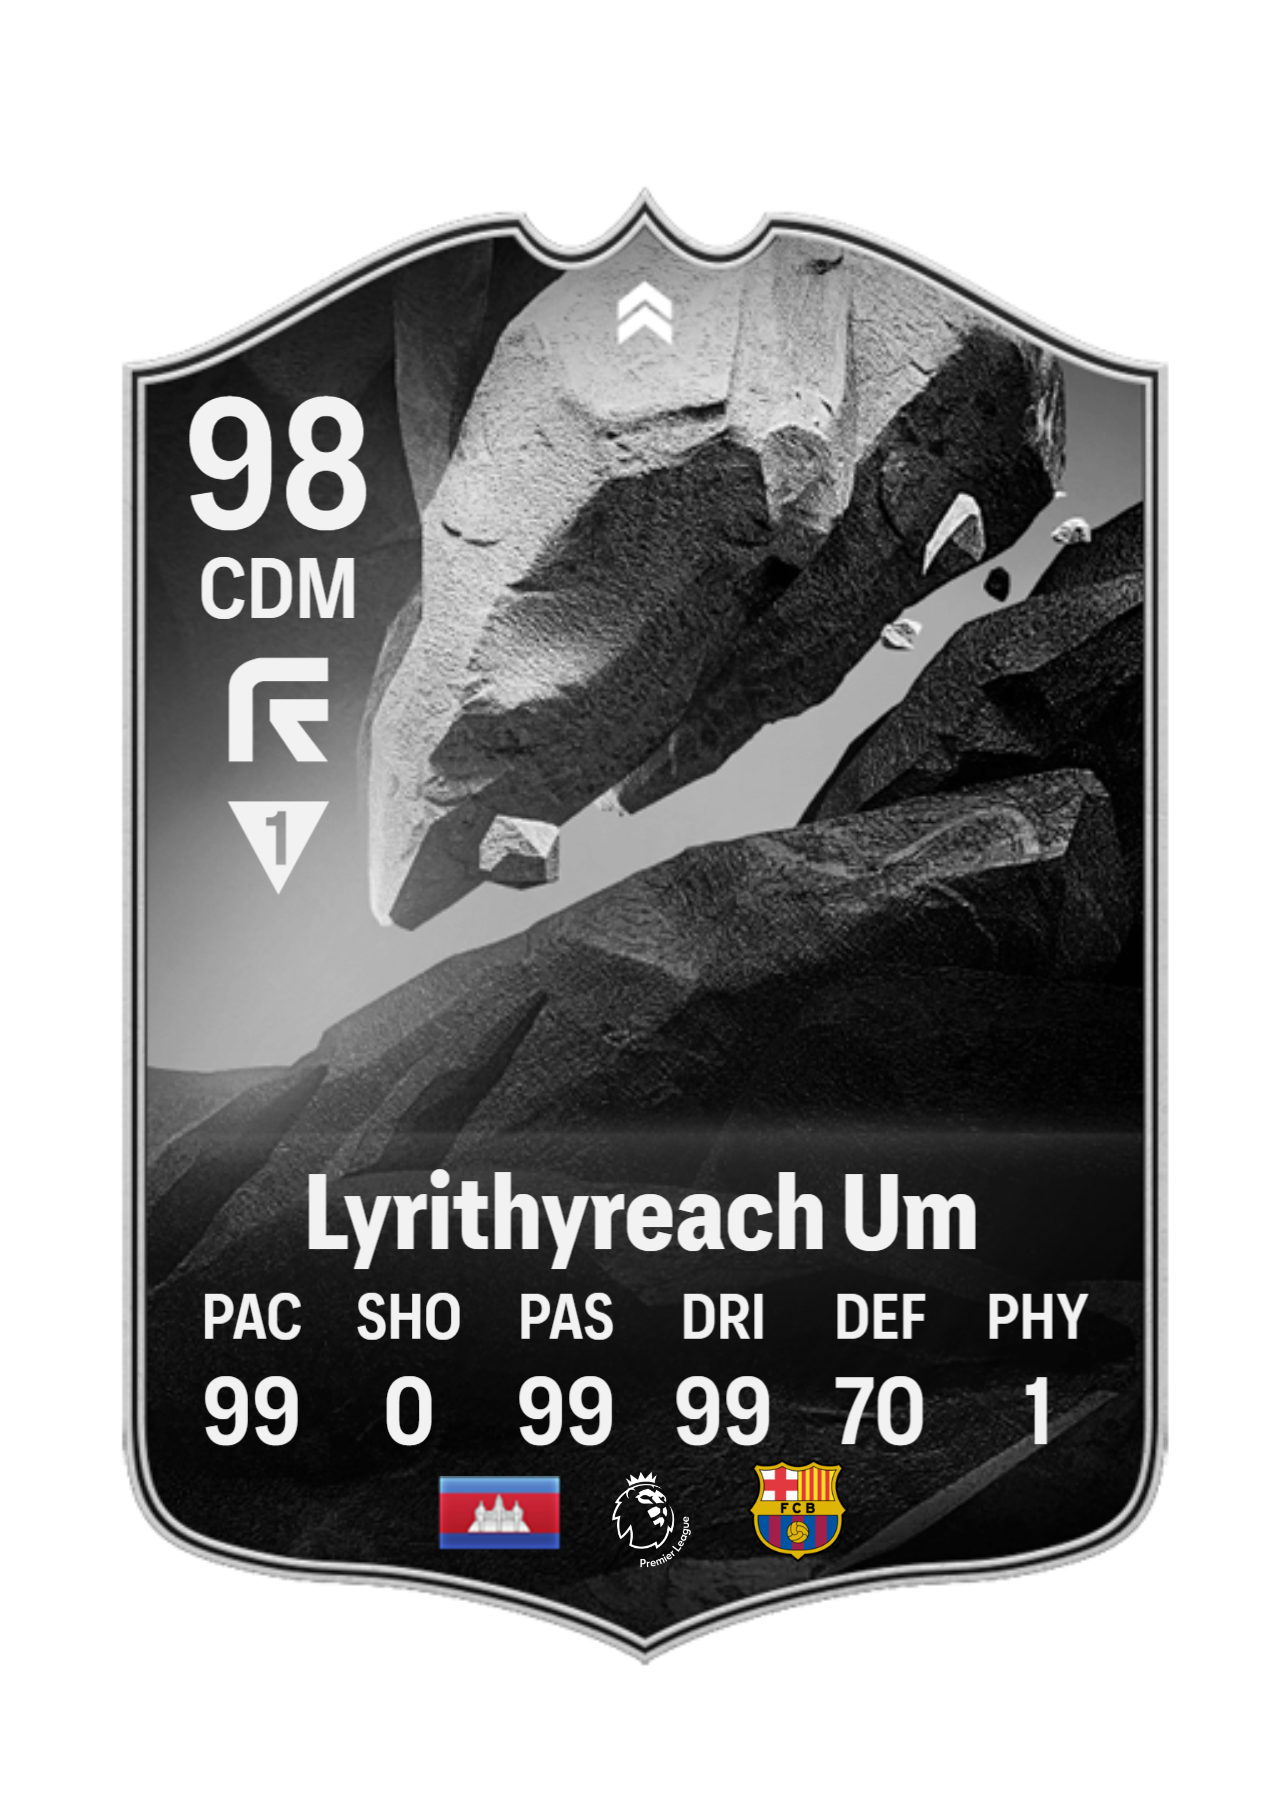 98
CDM
1
Lyrithyreach Um
PAC SHO PAS DRI DEF PHY
99 0 99 99 70 1
Premier League
FCB